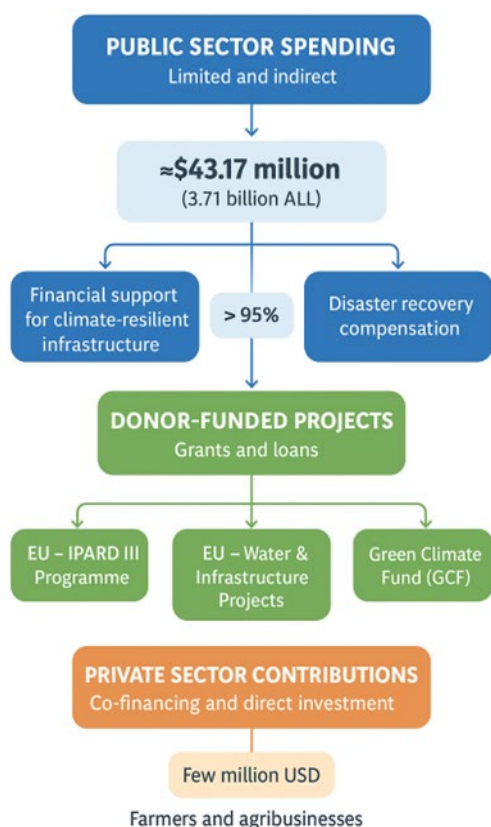 PUBLIC SECTOR SPENDING
Limited and indirect
≈$43.17 million
(3.71 billion ALL)
Financial support
for climate-resilient
infrastructure
> 95%
Disaster recovery
compensation
DONOR-FUNDED PROJECTS
Grants and loans
EU – IPARD III
Programme
EU – Water &
Infrastructure
Projects
Green Climate
Fund (GCF)
PRIVATE SECTOR CONTRIBUTIONS
Co-financing and direct investment
Few million USD
Farmers and agribusinesses